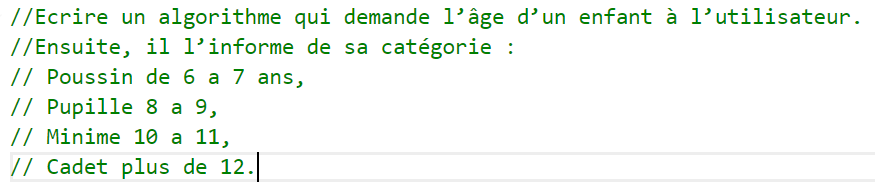 //Ecrire un algorithme qui demande l’âge d’un enfant à l’utilisateur.
//Ensuite, il l’informe de sa catégorie :
// Poussin de 6 a 7 ans,
// Pupille 8 a 9,
// Minime 10 a 11,
// Cadet plus de 12.